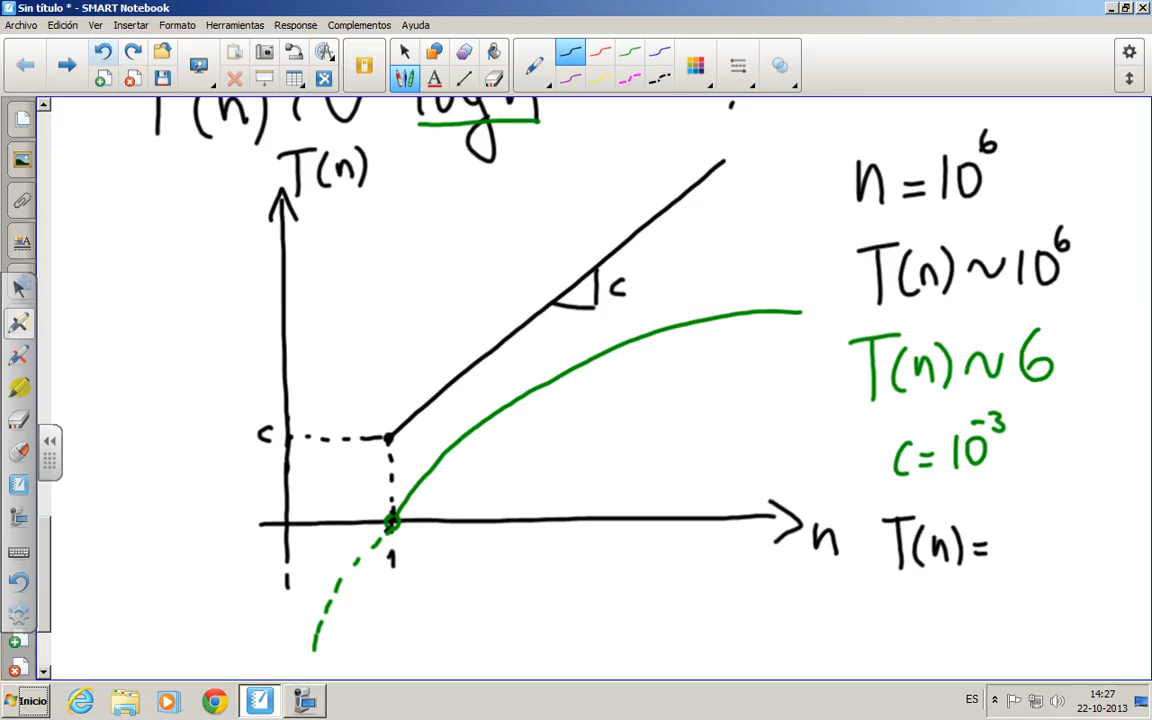 Sin título * - SMART Notebook
Archivo Edición Ver Insertar Formato Herramientas Response Complementos Ayuda
T(n) ~ log n
T(n)
n = 10^6
T(n) ~ 10^6
c
T(n) ~ 6
c
c = 10^-3
1
n
T(n) =
Inicio
ES
14:27
22-10-2013